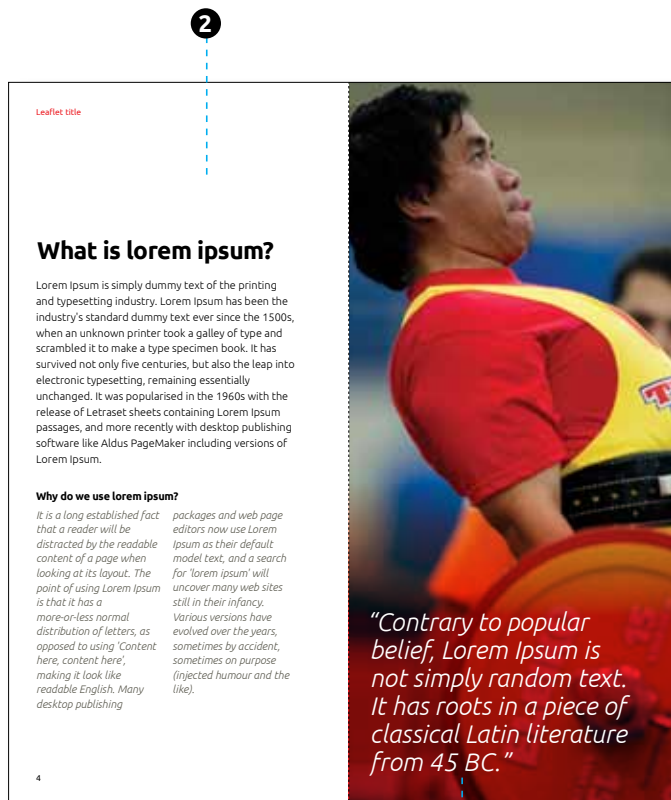 2
Leaflet title
What is lorem ipsum?
Lorem Ipsum is simply dummy text of the printing
and typesetting industry. Lorem Ipsum has been the
industry's standard dummy text ever since the 1500s,
when an unknown printer took a galley of type and
scrambled it to make a type specimen book. It has
survived not only five centuries, but also the leap into
electronic typesetting, remaining essentially
unchanged. It was popularised in the 1960s with the
release of Letraset sheets containing Lorem Ipsum
passages, and more recently with desktop publishing
software like Aldus PageMaker including versions of
Lorem Ipsum.
Why do we use lorem ipsum?
It is a long established fact
that a reader will be
distracted by the readable
content of a page when
looking at its layout. The
point of using Lorem Ipsum
is that it has a
more-or-less normal
distribution of letters, as
opposed to using 'Content
here, content here',
making it look like
readable English. Many
desktop publishing
packages and web page
editors now use Lorem
Ipsum as their default
model text, and a search
for 'lorem ipsum' will
uncover many web sites
still in their infancy.
Various versions have
evolved over the years,
sometimes by accident,
sometimes on purpose
(injected humour and the
like).
4
"Contrary to popular
belief, Lorem Ipsum is
not simply random text.
It has roots in a piece of
classical Latin literature
from 45 BC."